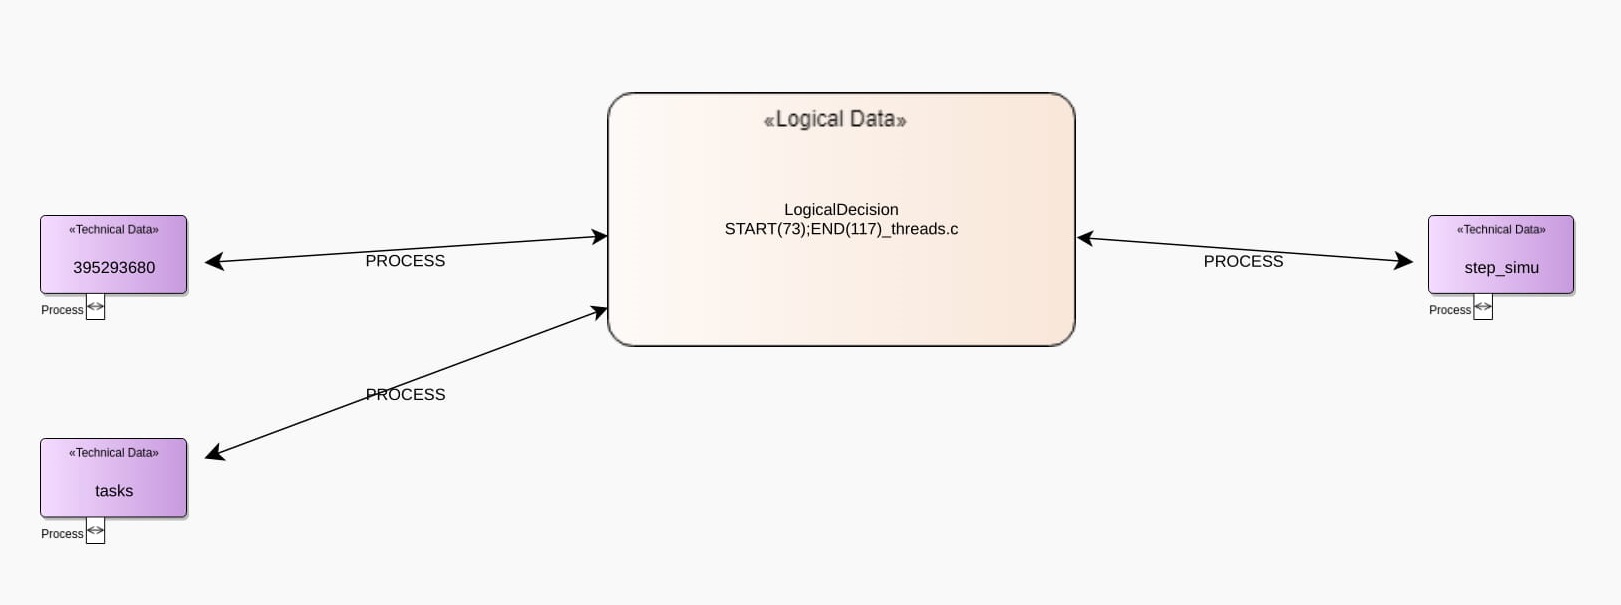 «Logical Data»
LogicalDecision
START(73);END(117)_threads.c
«Technical Data»
395293680
Process
PROCESS
«Technical Data»
step_simu
Process
PROCESS
PROCESS
«Technical Data»
tasks
Process